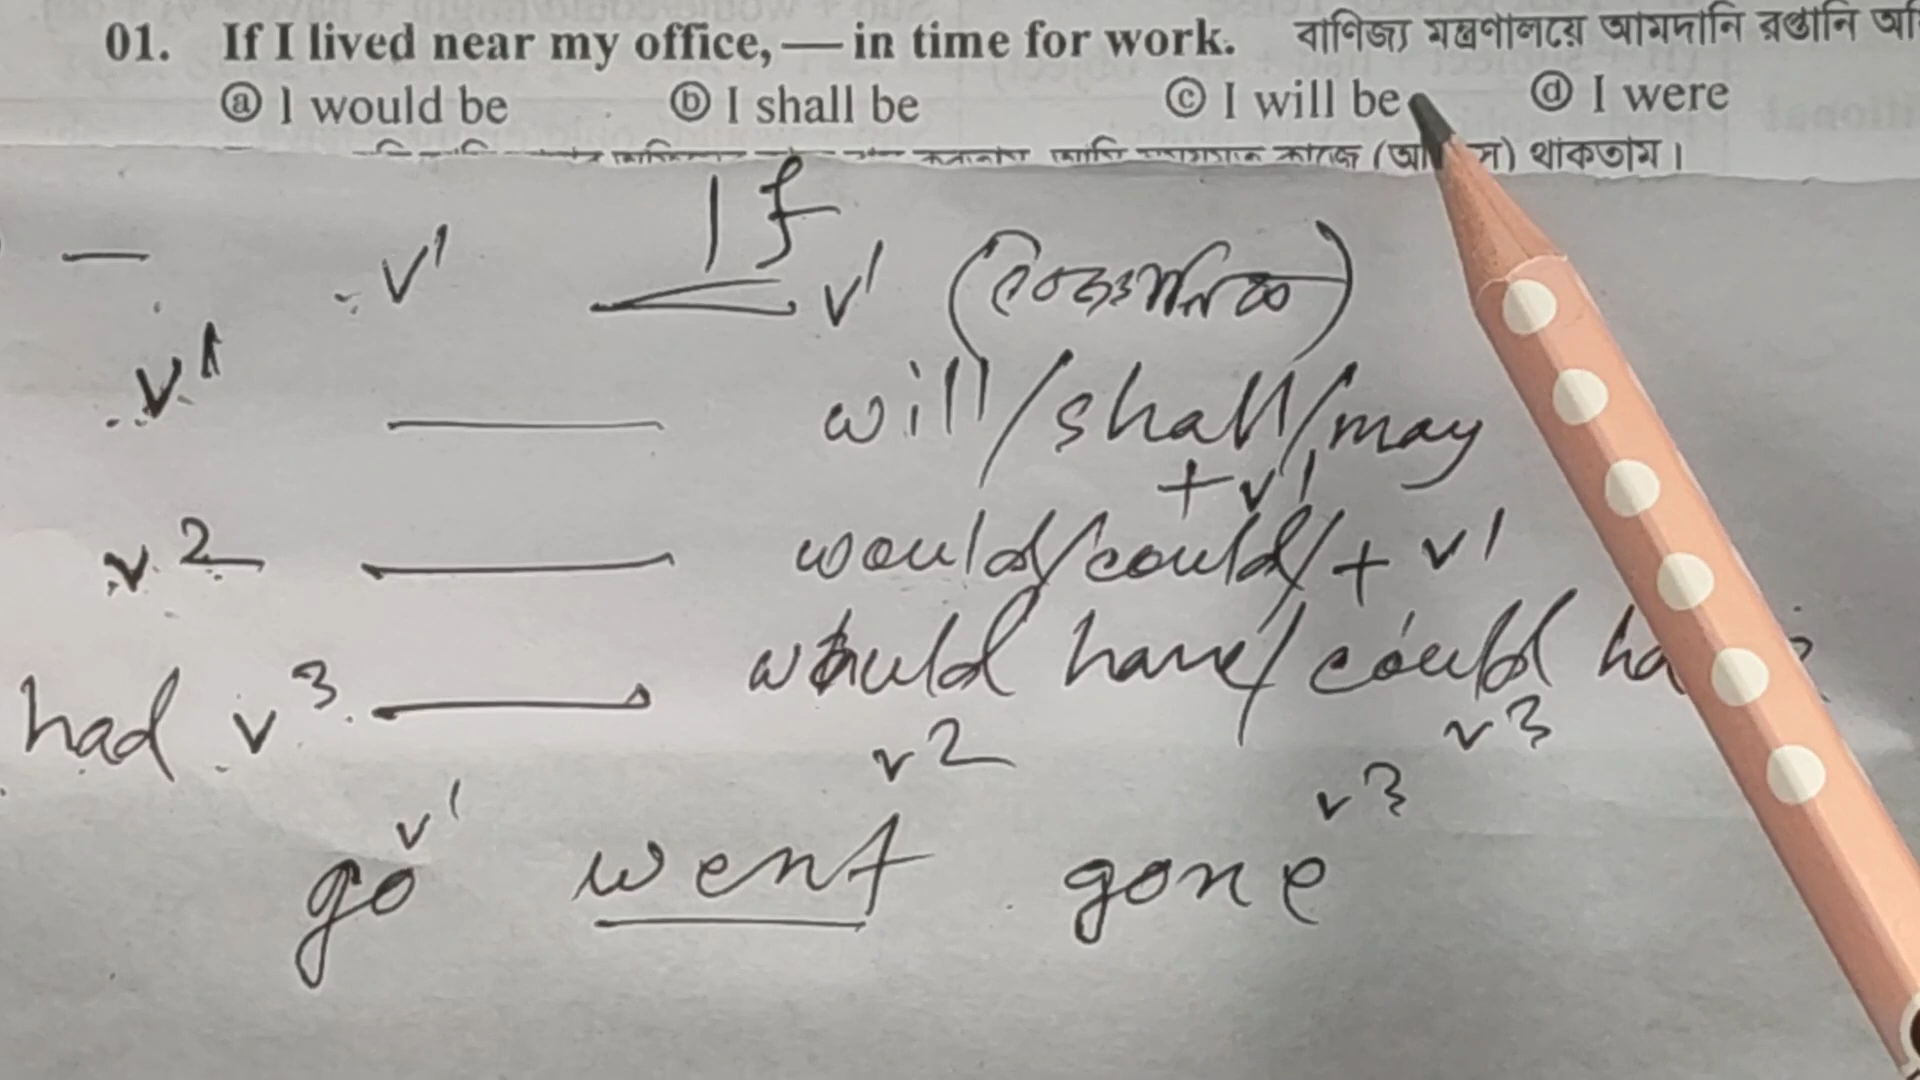 01. If I lived near my office, — in time for work. বাণিজ্য মন্ত্রণালয়ে আমদানি রপ্তানি
ⓐ I would be ⓑ I shall be ⓒ I will be ⓓ I were
কাজে থাকতাম।
If
— v1 v1
v1 — will/shall/may
+v1
v2 — would/could/+ v1
had v3 — would have/could
v3
v1 v2 v3
go went gone